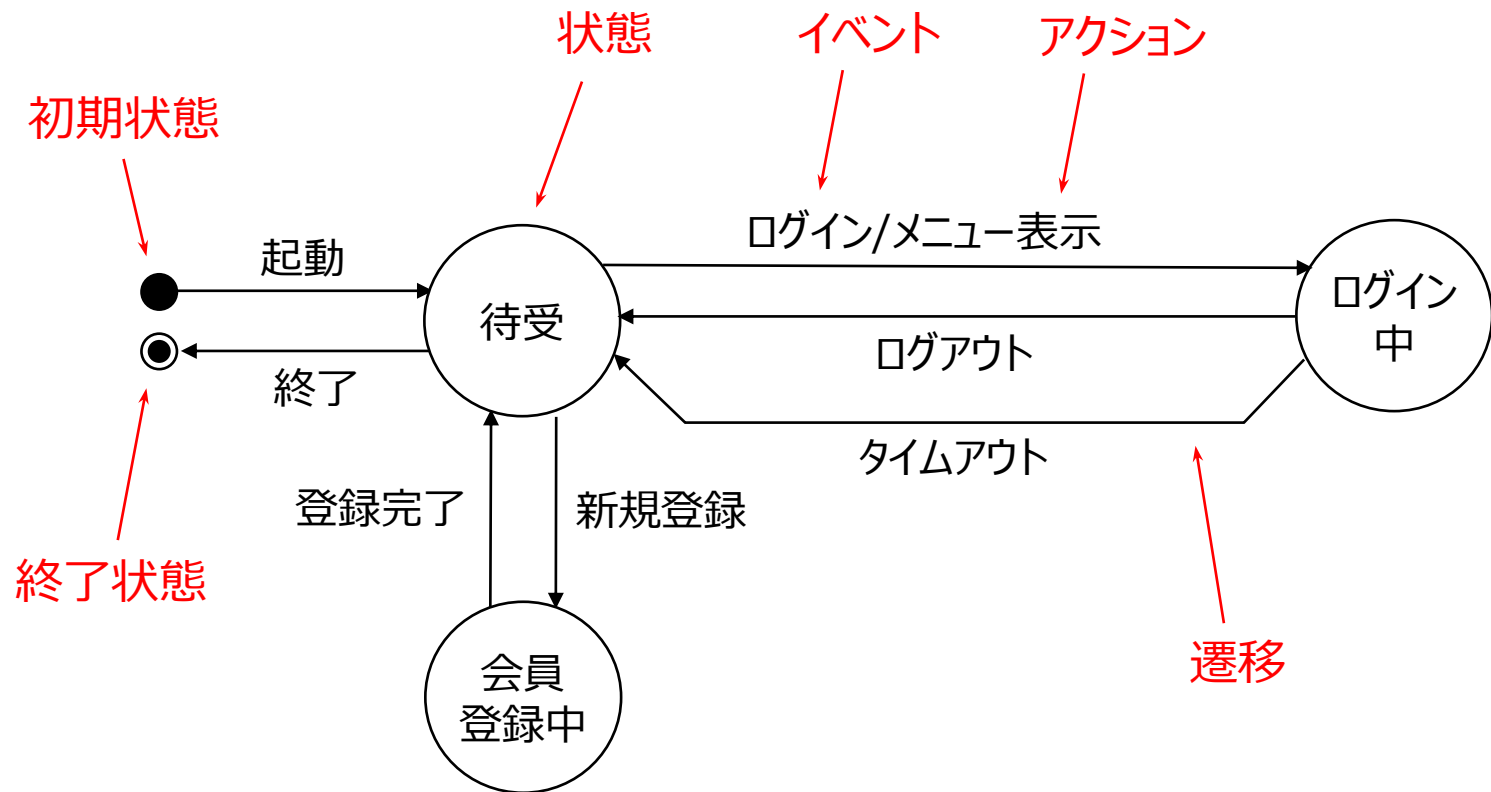 状態
イベント
アクション
初期状態
起動
ログイン/メニュー表示
待受
ログイン
中
ログアウト
終了
タイムアウト
登録完了
新規登録
終了状態
遷移
会員
登録中